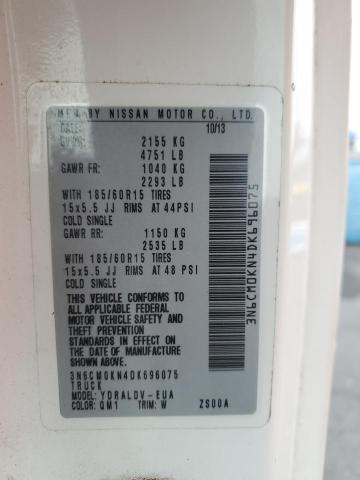 MFD BY NISSAN MOTOR CO., LTD.
DATE: 10/13
GVWR: 2155 KG
4751 LB
GAWR FR: 1040 KG
2293 LB
WITH 185/60R15 TIRES
15x5.5 JJ RIMS AT 44PSI
COLD SINGLE
GAWR RR: 1150 KG
2535 LB
WITH 185/60R15 TIRES
15x5.5 JJ RIMS AT 48 PSI
COLD SINGLE
THIS VEHICLE CONFORMS TO
ALL APPLICABLE FEDERAL
MOTOR VEHICLE SAFETY
AND THEFT PREVENTION
STANDARDS IN EFFECT ON
THE DATE OF MANUFACTURE
SHOWN ABOVE.
3N6CM0KN4DK696075
TRUCK
MODEL: YDRALDV-EUA
COLOR: QM1 TRIM: W ZS00A
3N6CM0KN4DK696075